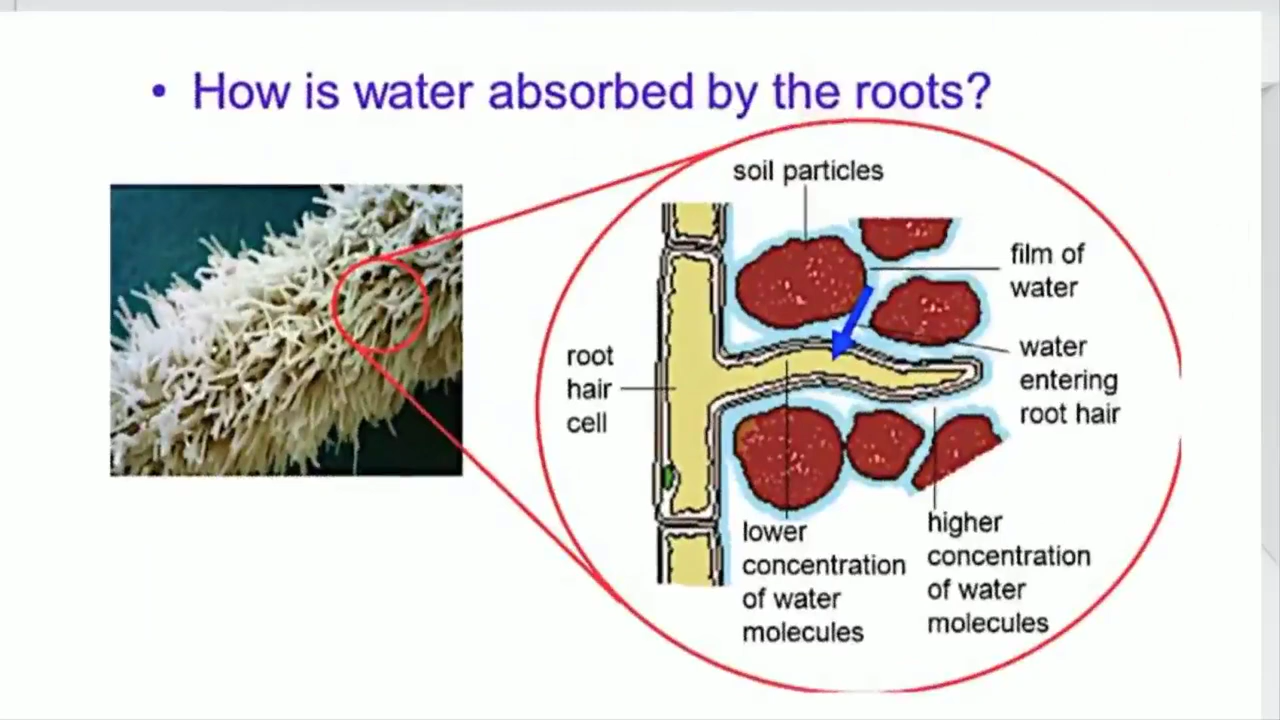 • How is water absorbed by the roots?
soil particles
film of
water
water
entering
root hair
root
hair
cell
lower
concentration
of water
molecules
higher
concentration
of water
molecules